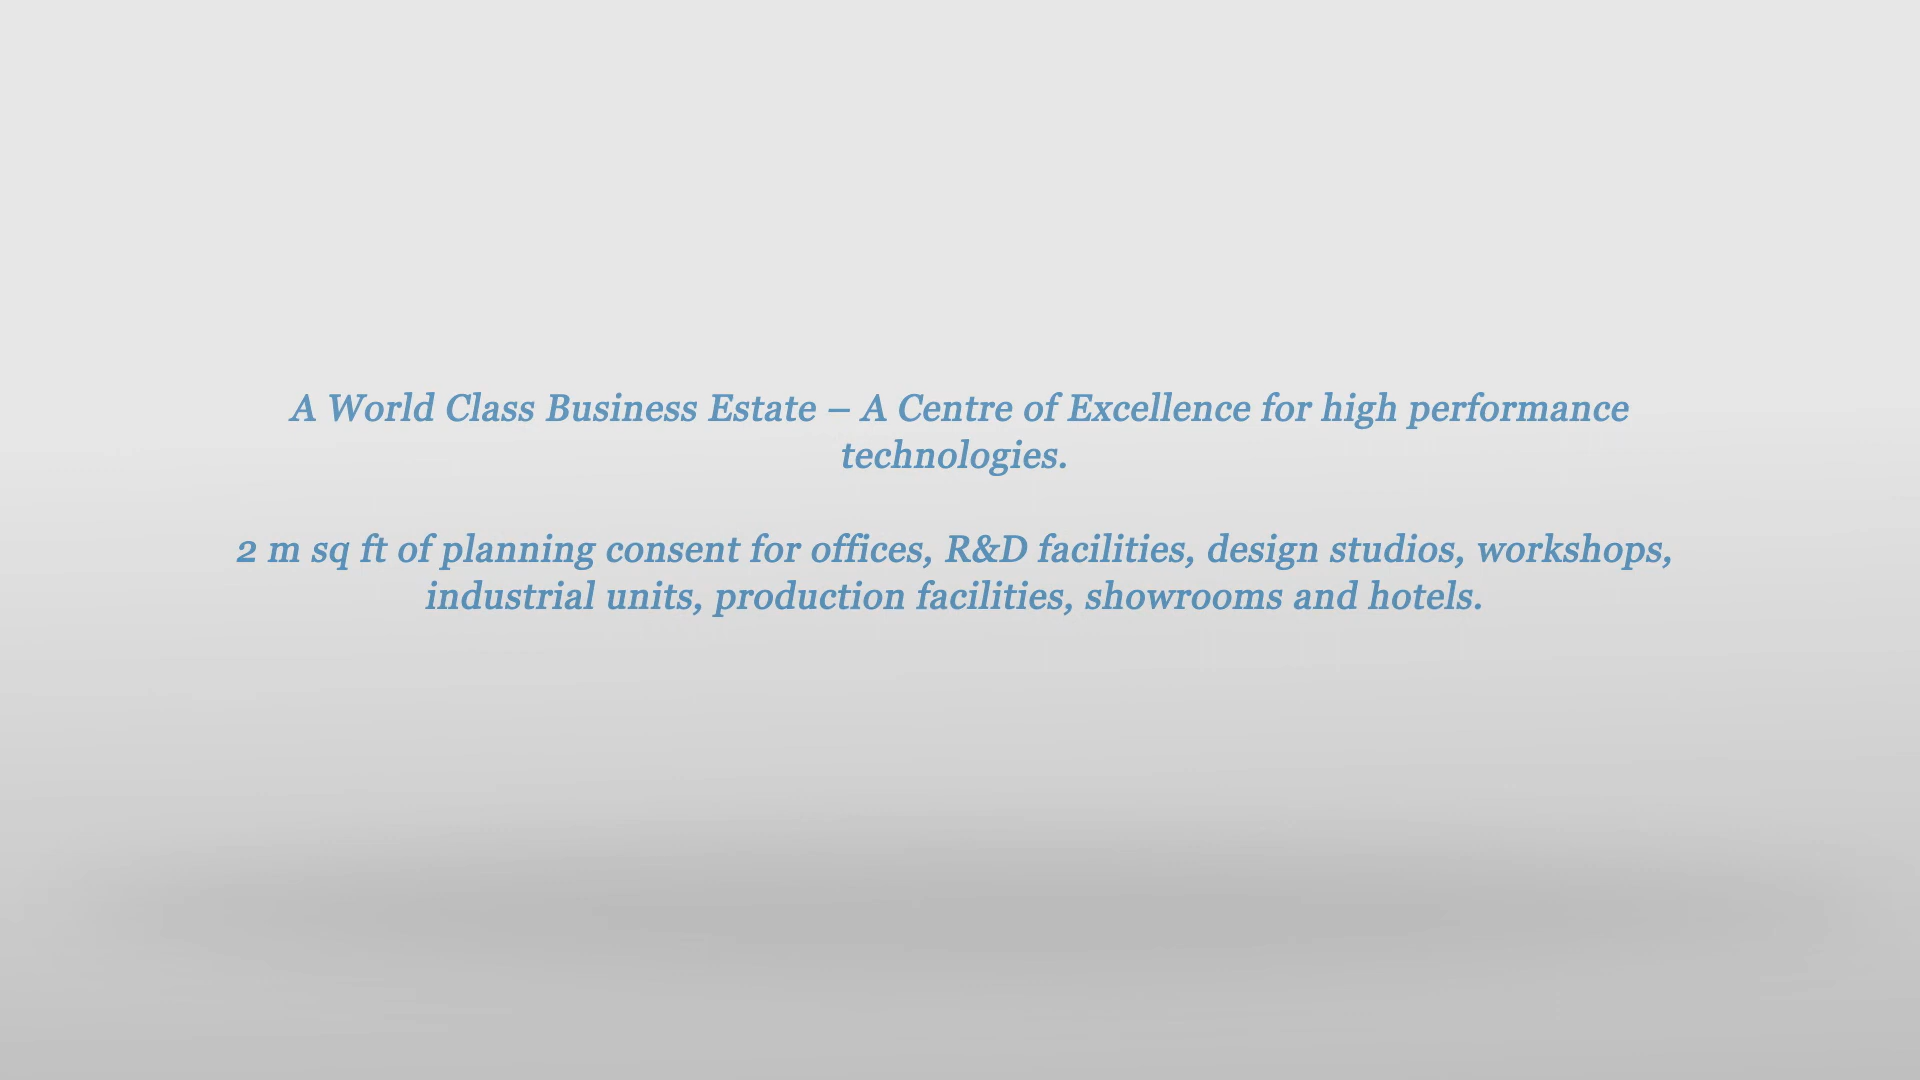 A World Class Business Estate – A Centre of Excellence for high performance
technologies.
2 m sq ft of planning consent for offices, R&D facilities, design studios, workshops,
industrial units, production facilities, showrooms and hotels.